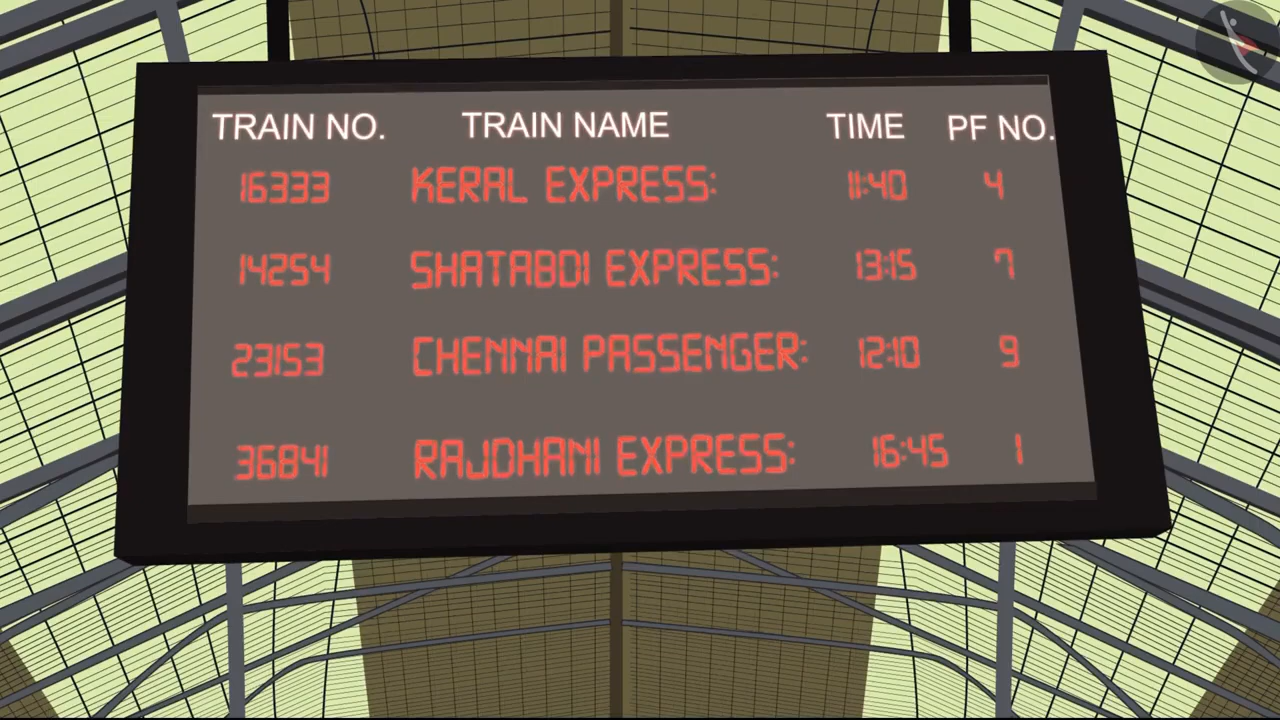 TRAIN NO. TRAIN NAME TIME PF NO.
16333 KERAL EXPRESS: 11:40 4
14254 SHATABDI EXPRESS: 13:15 7
23153 CHENNAI PASSENGER: 12:10 9
36841 RAJDHANI EXPRESS: 16:45 1